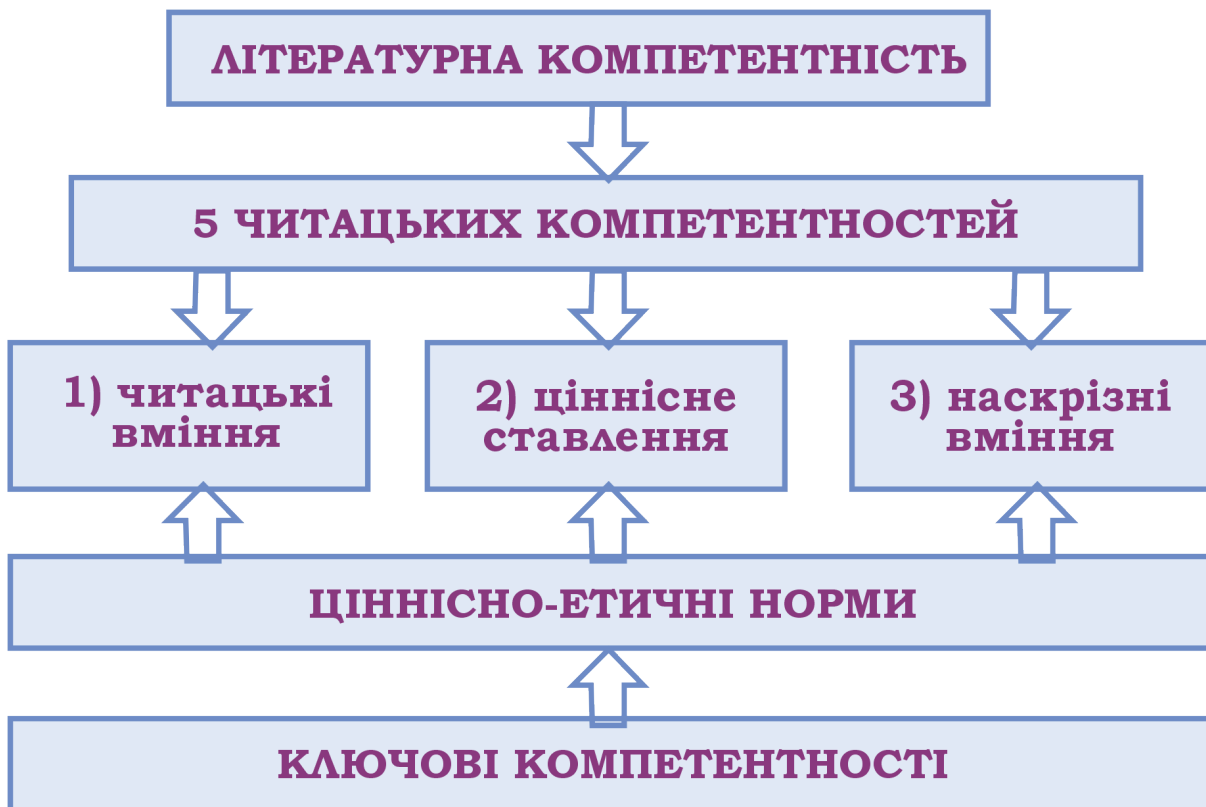 ЛІТЕРАТУРНА КОМПЕТЕНТНІСТЬ
5 ЧИТАЦЬКИХ КОМПЕТЕНТНОСТЕЙ
1) читацькі
вміння
2) ціннісне
ставлення
3) наскрізні
вміння
ЦІННІСНО-ЕТИЧНІ НОРМИ
КЛЮЧОВІ КОМПЕТЕНТНОСТІ